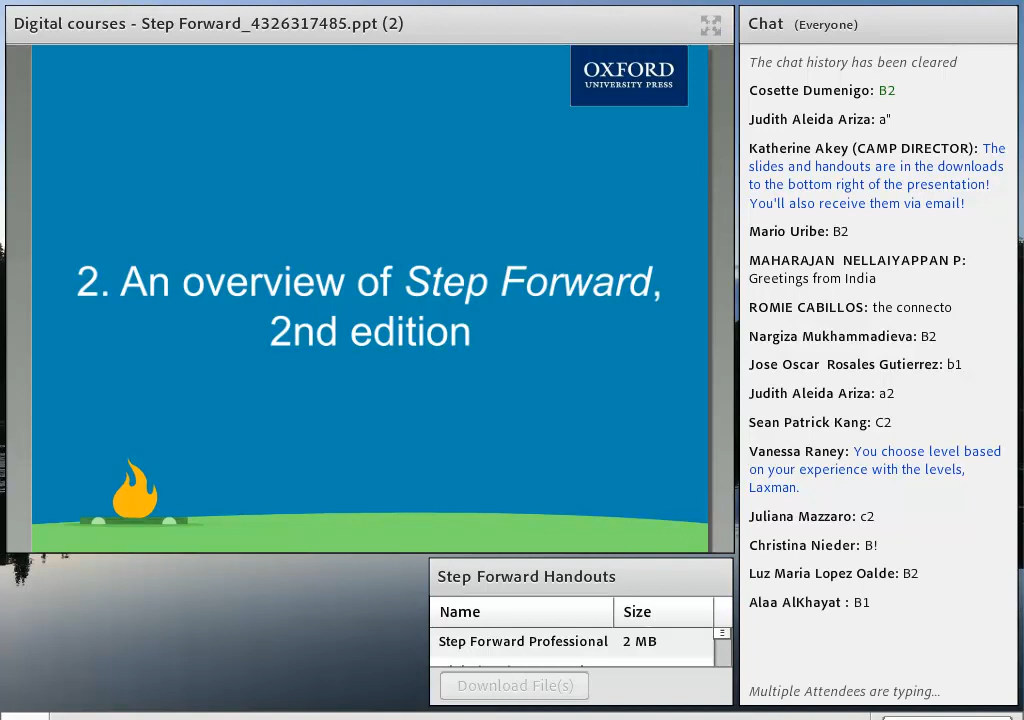 Digital courses - Step Forward_4326317485.ppt (2)
OXFORD
UNIVERSITY PRESS
2. An overview of Step Forward,
2nd edition
Step Forward Handouts
Name Size
Step Forward Professional 2 MB
Download File(s)
Chat (Everyone)
The chat history has been cleared
Cosette Dumenigo: B2
Judith Aleida Ariza: a"
Katherine Akey (CAMP DIRECTOR): The
slides and handouts are in the downloads
to the bottom right of the presentation!
You'll also receive them via email!
Mario Uribe: B2
MAHARAJAN NELLAIYAPPAN P:
Greetings from India
ROMIE CABILLOS: the connecto
Nargiza Mukhammadieva: B2
Jose Oscar Rosales Gutierrez: b1
Judith Aleida Ariza: a2
Sean Patrick Kang: C2
Vanessa Raney: You choose level based
on your experience with the levels,
Laxman.
Juliana Mazzaro: c2
Christina Nieder: B!
Luz Maria Lopez Oalde: B2
Alaa AlKhayat : B1
Multiple Attendees are typing...